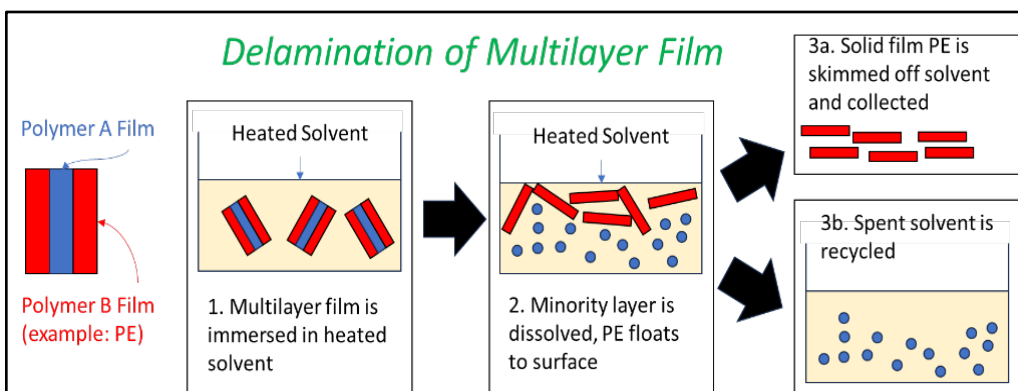 Delamination of Multilayer Film
Polymer A Film
Polymer B Film
(example: PE)
Heated Solvent
1. Multilayer film is
immersed in heated
solvent
Heated Solvent
2. Minority layer is
dissolved, PE floats
to surface
3a. Solid film PE is
skimmed off solvent
and collected
3b. Spent solvent is
recycled